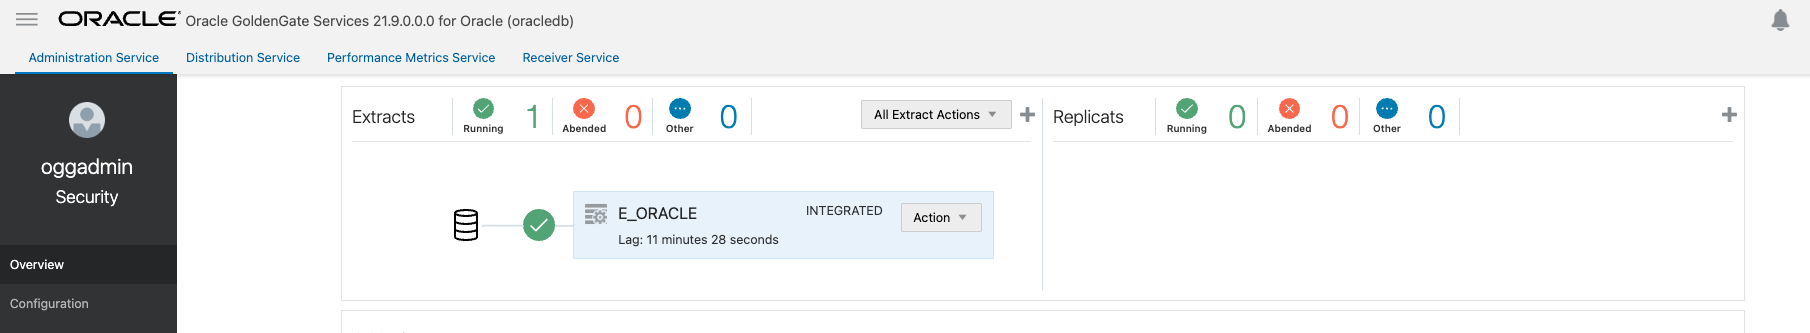 ORACLE Oracle GoldenGate Services 21.9.0.0.0 for Oracle (oracledb)
Administration Service Distribution Service Performance Metrics Service Receiver Service
oggadmin
Security
Overview
Configuration
Extracts Running 1 Abended 0 Other 0 All Extract Actions
E_ORACLE INTEGRATED Action
Lag: 11 minutes 28 seconds
Replicats Running 0 Abended 0 Other 0